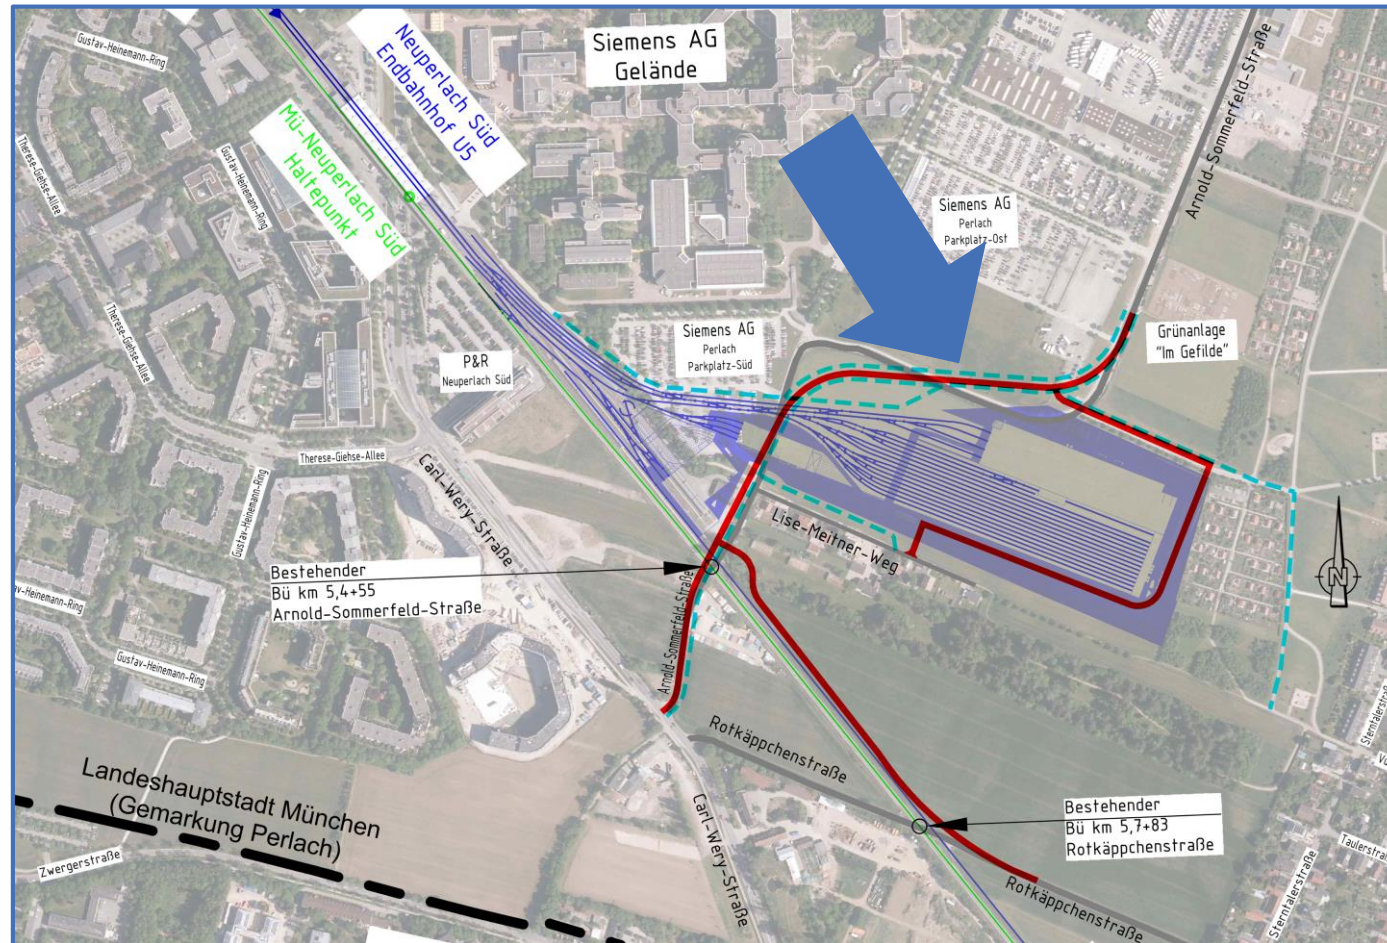 Gustav-Heinemann-Ring
Neuperlach Süd
Endbahnhof U5
Siemens AG
Gelände
Arnold-Sommerfeld-Straße
Mü-Neuperlach Süd
Haltepunkt
Gustav-Heinemann-Ring
Therese-Giehse-Allee
Siemens AG
Perlach
Parkplatz-Ost
Therese-Giehse-Allee
Siemens AG
Perlach
Parkplatz-Süd
Grünanlage
"Im Gefilde"
P&R
Neuperlach Süd
Therese-Giehse-Allee
Carl-Wery-Straße
Gustav-Heinemann-Ring
Lise-Meitner-Weg
N
Bestehender
Bü km 5,4+55
Arnold-Sommerfeld-Straße
Heinemann-Ring
Arnold-Sommerfeld-Straße
Gustav-Heinemann-Ring
Rotkäppchenstraße
Landeshauptstadt München
(Gemarkung Perlach)
Carl-Wery-Straße
Bestehender
Bü km 5,7+83
Rotkäppchenstraße
Zwergerstraße
Rotkäppchenstraße
Sterntalerstraße